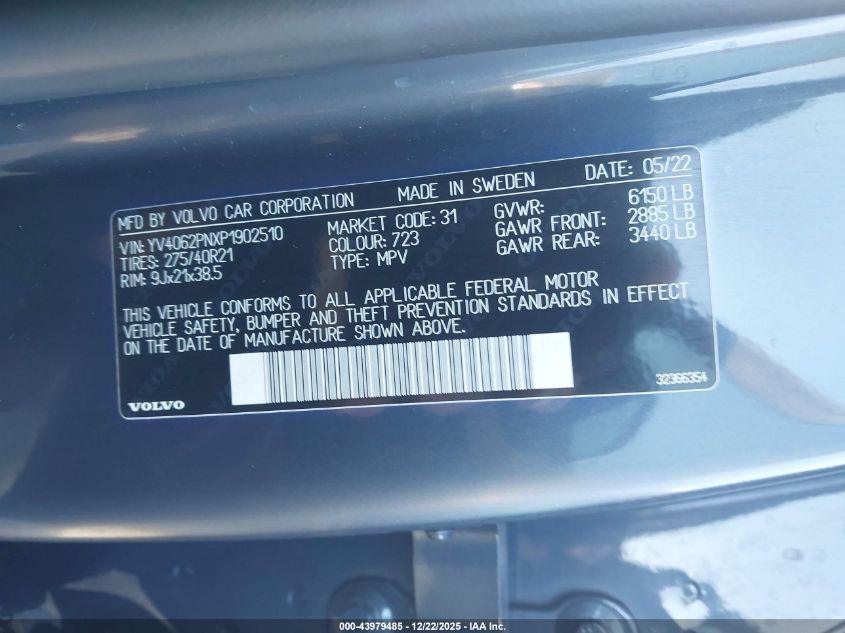 MFD BY VOLVO CAR CORPORATION MADE IN SWEDEN DATE: 05/22
VIN: YV4062PNXP1902510 MARKET CODE: 31 GVWR: 6150 LB
TIRES: 275/40R21 COLOUR: 723 GAWR FRONT: 2885 LB
RIM: 9Jx21x38.5 TYPE: MPV GAWR REAR: 3440 LB
THIS VEHICLE CONFORMS TO ALL APPLICABLE FEDERAL MOTOR
VEHICLE SAFETY, BUMPER AND THEFT PREVENTION STANDARDS IN EFFECT
ON THE DATE OF MANUFACTURE SHOWN ABOVE.
VOLVO 32366354
000-43979485 - 12/22/2025 - IAA Inc.